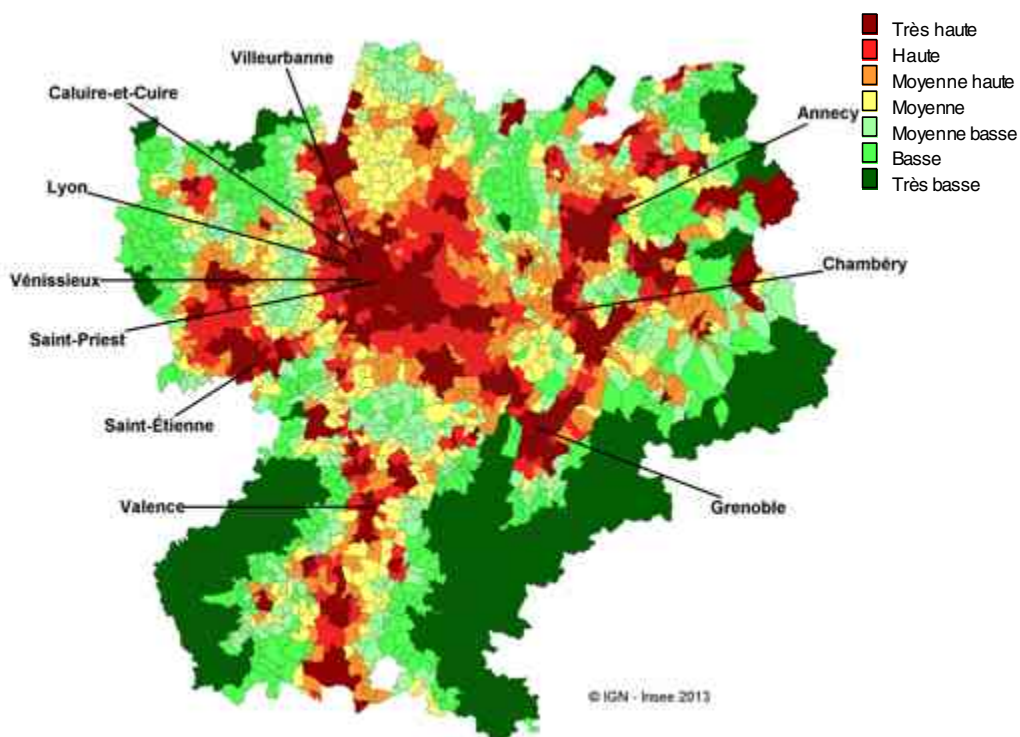 Villeurbanne
Caluire-et-Cuire
Lyon
Vénissieux
Saint-Priest
Saint-Étienne
Valence
Annecy
Chambéry
Grenoble
Très haute
Haute
Moyenne haute
Moyenne
Moyenne basse
Basse
Très basse
© IGN - Insee 2013